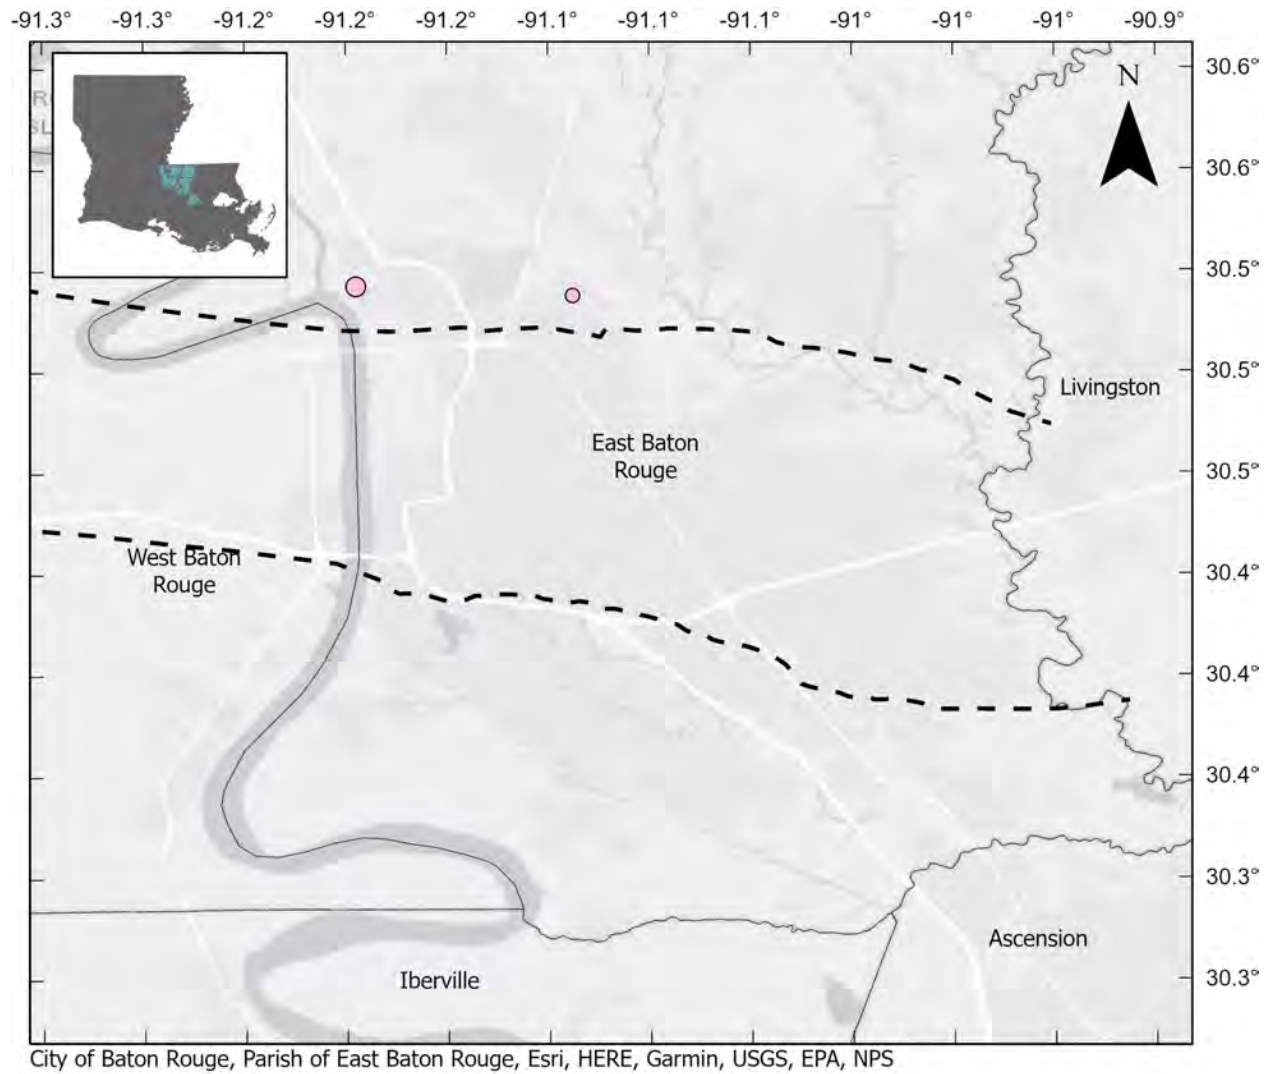 -91.3° -91.3° -91.2° -91.2° -91.2° -91.1° -91.1° -91.1° -91° -91° -91° -90.9°
N
30.6°
30.6°
30.5°
30.5°
Livingston
East Baton
Rouge
30.5°
West Baton
Rouge
30.4°
30.4°
30.4°
30.3°
Ascension
Iberville
30.3°
City of Baton Rouge, Parish of East Baton Rouge, Esri, HERE, Garmin, USGS, EPA, NPS